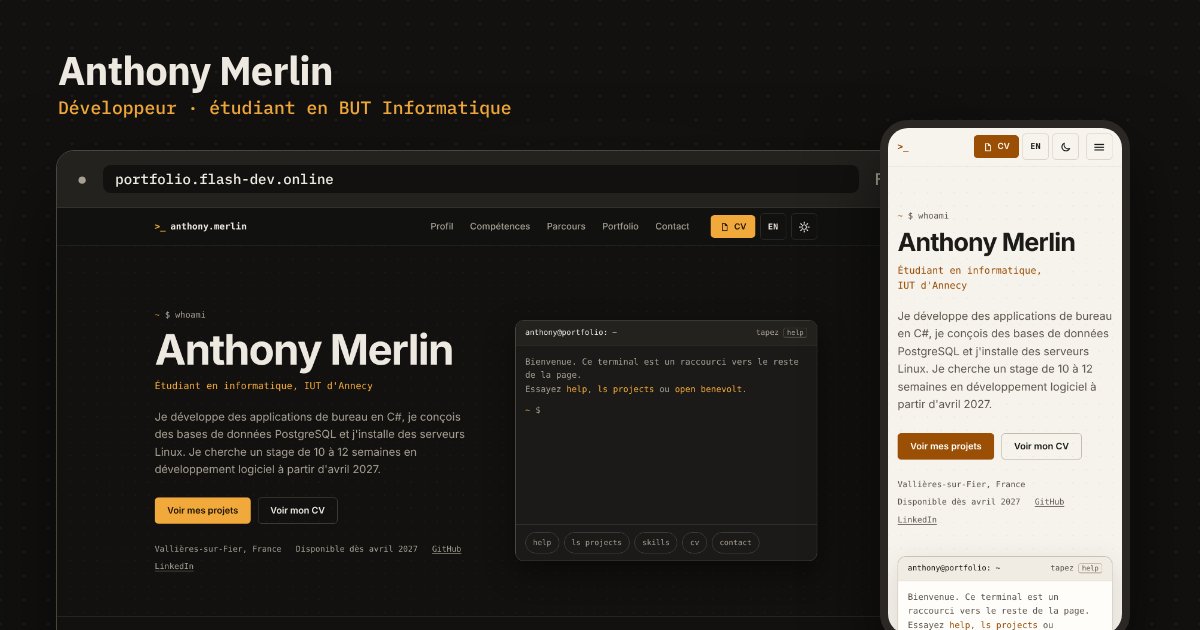 Anthony Merlin
Développeur · étudiant en BUT Informatique
portfolio.flash-dev.online
>_ anthony.merlin
Profil Compétences Parcours Portfolio Contact CV EN
~ $ whoami
Anthony Merlin
Étudiant en informatique, IUT d'Annecy
Je développe des applications de bureau en C#, je conçois
des bases de données PostgreSQL et j'installe des serveurs
Linux. Je cherche un stage de 10 à 12 semaines en
développement logiciel à partir d'avril 2027.
Voir mes projets Voir mon CV
Vallières-sur-Fier, France Disponible dès avril 2027 GitHub
LinkedIn
anthony@portfolio: ~ tapez help
Bienvenue. Ce terminal est un raccourci vers le reste
de la page.
Essayez help, ls projects ou open benevolt.
~ $
help ls projects skills cv contact
>_ CV EN
~ $ whoami
Anthony Merlin
Étudiant en informatique,
IUT d'Annecy
Je développe des applications de bureau
en C#, je conçois des bases de données
PostgreSQL et j'installe des serveurs
Linux. Je cherche un stage de 10 à 12
semaines en développement logiciel à
partir d'avril 2027.
Voir mes projets Voir mon CV
Vallières-sur-Fier, France
Disponible dès avril 2027 GitHub
LinkedIn
anthony@portfolio: ~ tapez help
Bienvenue. Ce terminal est un
raccourci vers le reste de la page.
Essayez help, ls projects ou